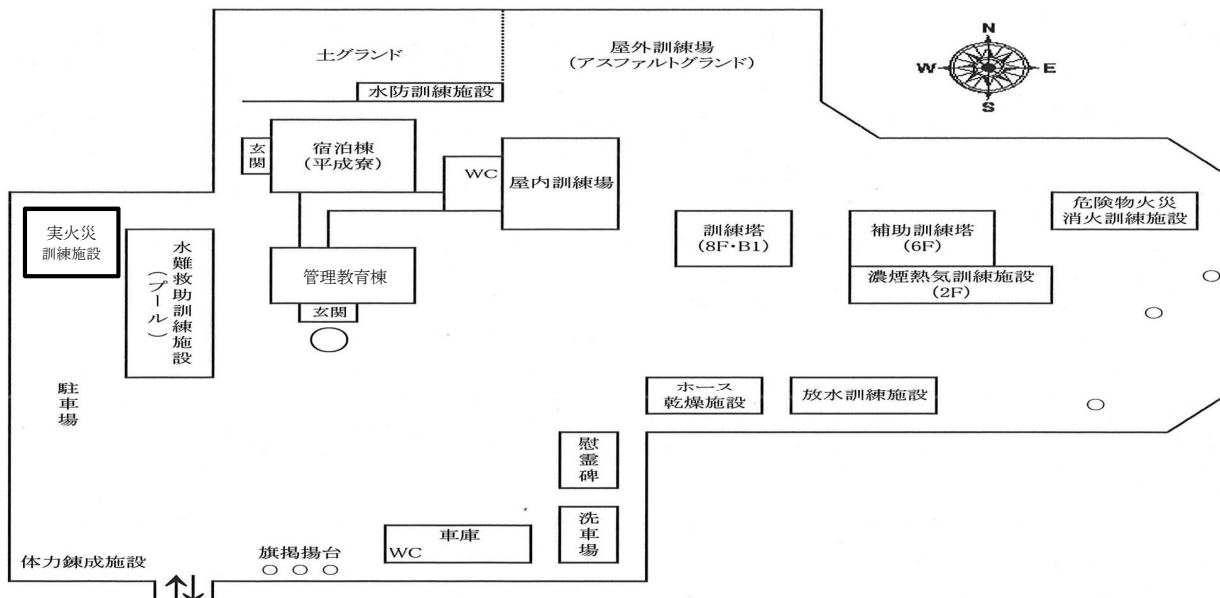 土グランド
屋外訓練場
(アスファルトグランド)
N
W
E
S
水防訓練施設
玄関
宿泊棟
(平成寮)
WC
屋内訓練場
実火災
訓練施設
水難救助訓練施設
(プール)
管理教育棟
玄関
訓練塔
(8F・B1)
補助訓練塔
(6F)
濃煙熱気訓練施設
(2F)
危険物火災
消火訓練施設
駐車場
ホース
乾燥施設
放水訓練施設
慰霊碑
洗車場
車庫
WC
旗掲揚台
体力錬成施設